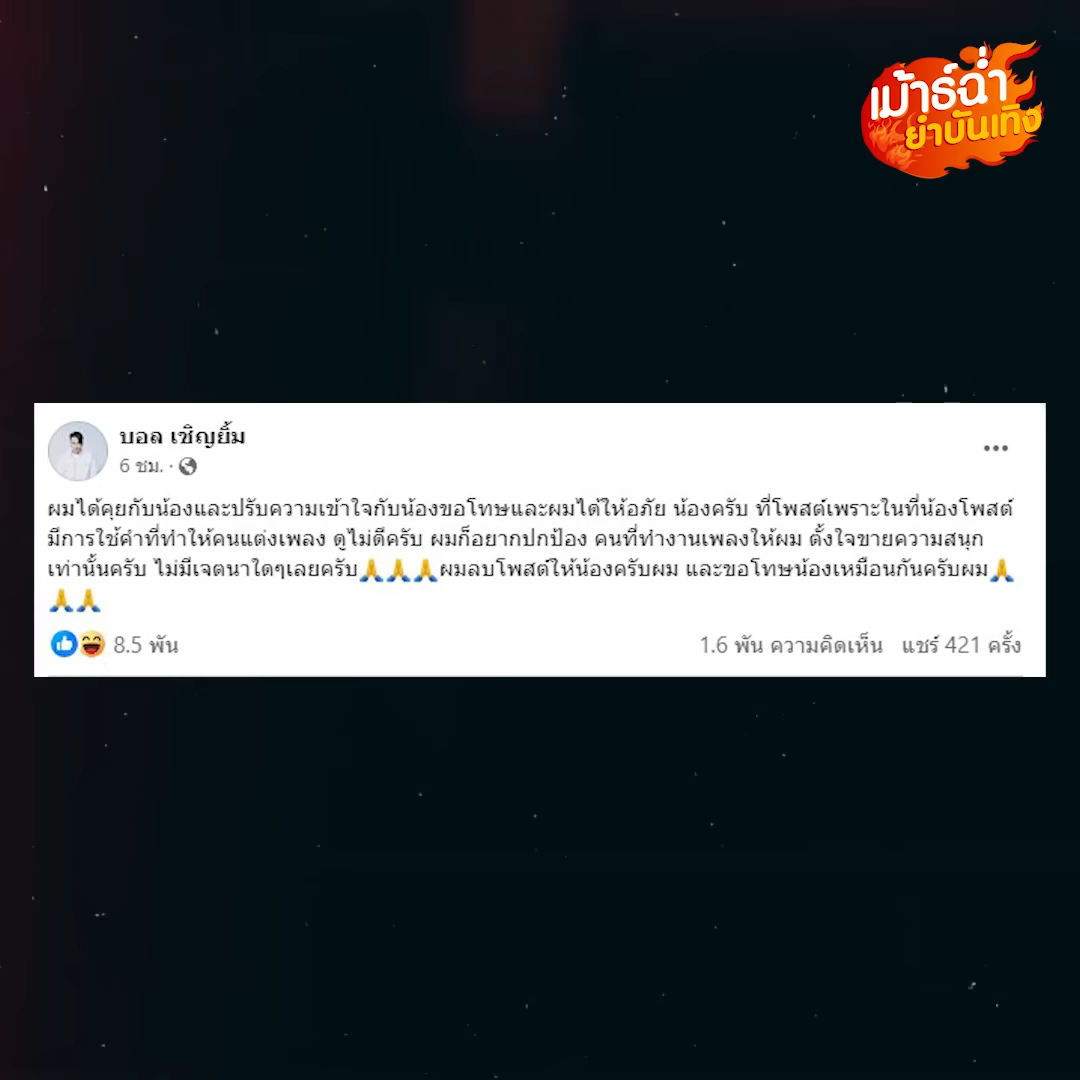 เม้าธ์ฉ่ำ
ยำบันเทิง
บอล เชิญยิ้ม
6 ชม. ·
ผมได้คุยกับน้องและปรับความเข้าใจกับน้องขอโทษและผมได้ให้อภัย น้องครับ ที่โพสต์เพราะในที่น้องโพสต์
มีการใช้คำที่ทำให้คนแต่งเพลง ดูไม่ดีครับ ผมก็อยากปกป้อง คนที่ทำงานเพลงให้ผม ตั้งใจขายความสนุก
เท่านั้นครับ ไม่มีเจตนาใดๆเลยครับ🙏🙏🙏ผมลบโพสต์ให้น้องครับผม และขอโทษน้องเหมือนกันครับผม🙏
🙏🙏
8.5 พัน 1.6 พัน ความคิดเห็น แชร์ 421 ครั้ง